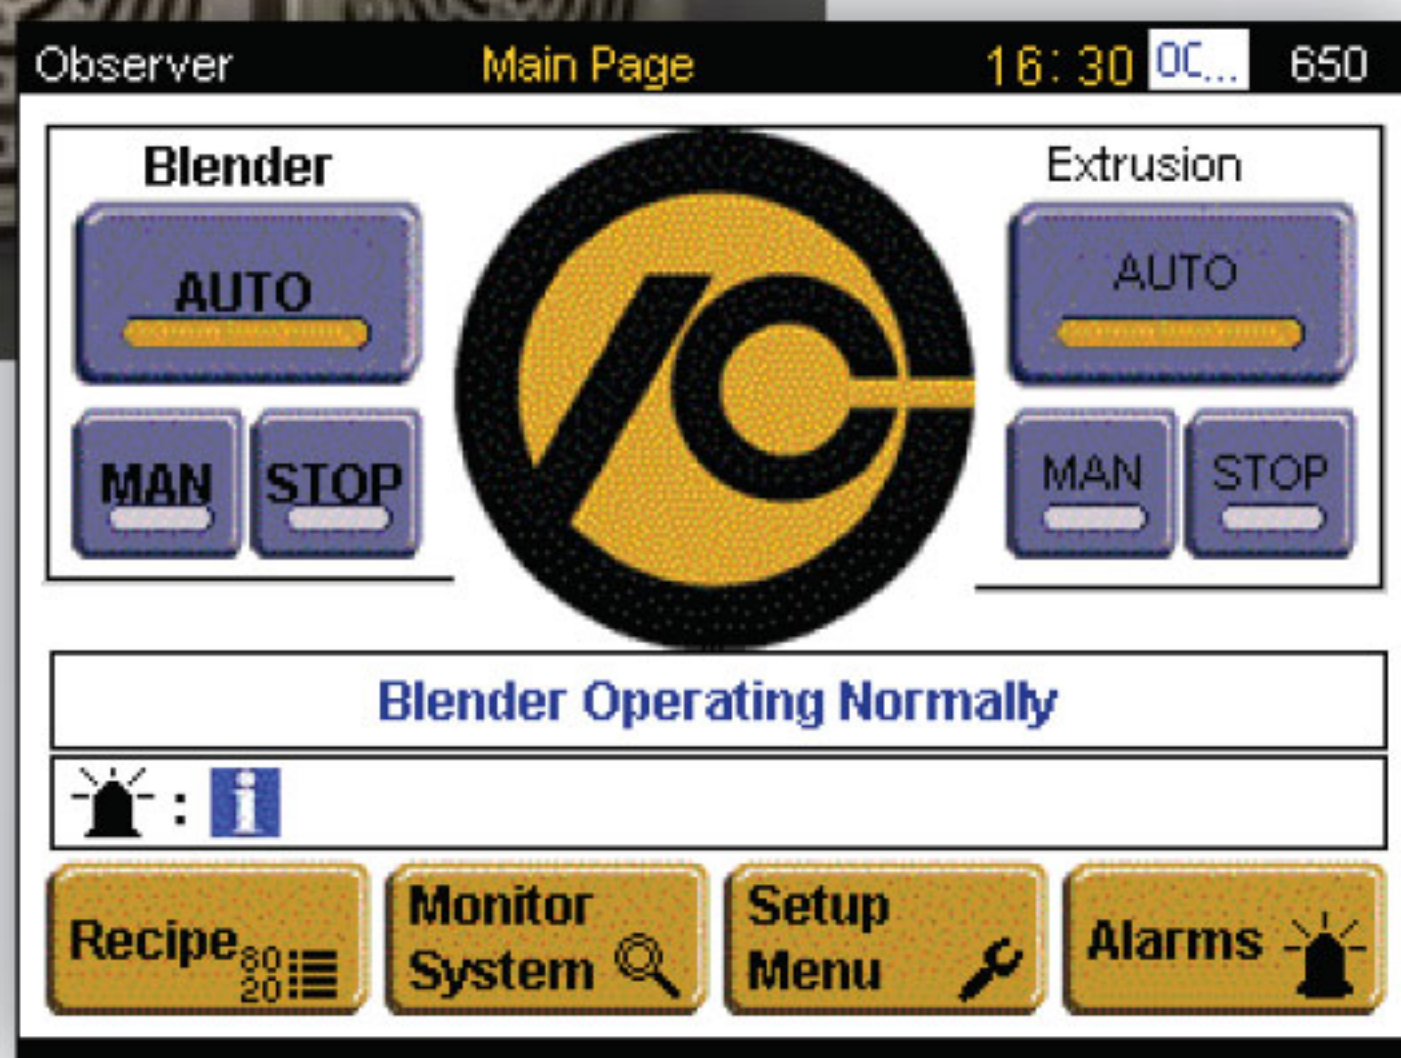 Observer Main Page 16:30 OC... 650
Blender
AUTO
MAN STOP
Extrusion
AUTO
MAN STOP
Blender Operating Normally
: i
Recipe 80
20
Monitor
System
Setup
Menu
Alarms